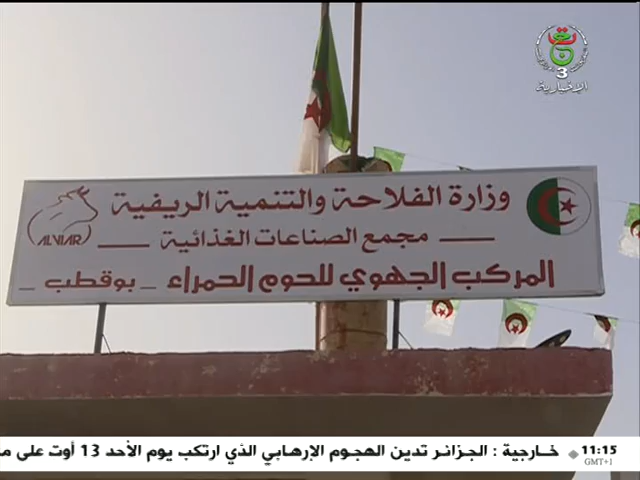 3
الإخبارية
وزارة الفلاحة والتنمية الريفية
ALVIAR
مجمع الصناعات الغذائية
المركب الجهوي للحوم الحمراء _ بوقطب _
11:15
GMT+1
خارجية : الجزائر تدين الهجوم الإرهابي الذي ارتكب يوم الأحد 13 أوت على